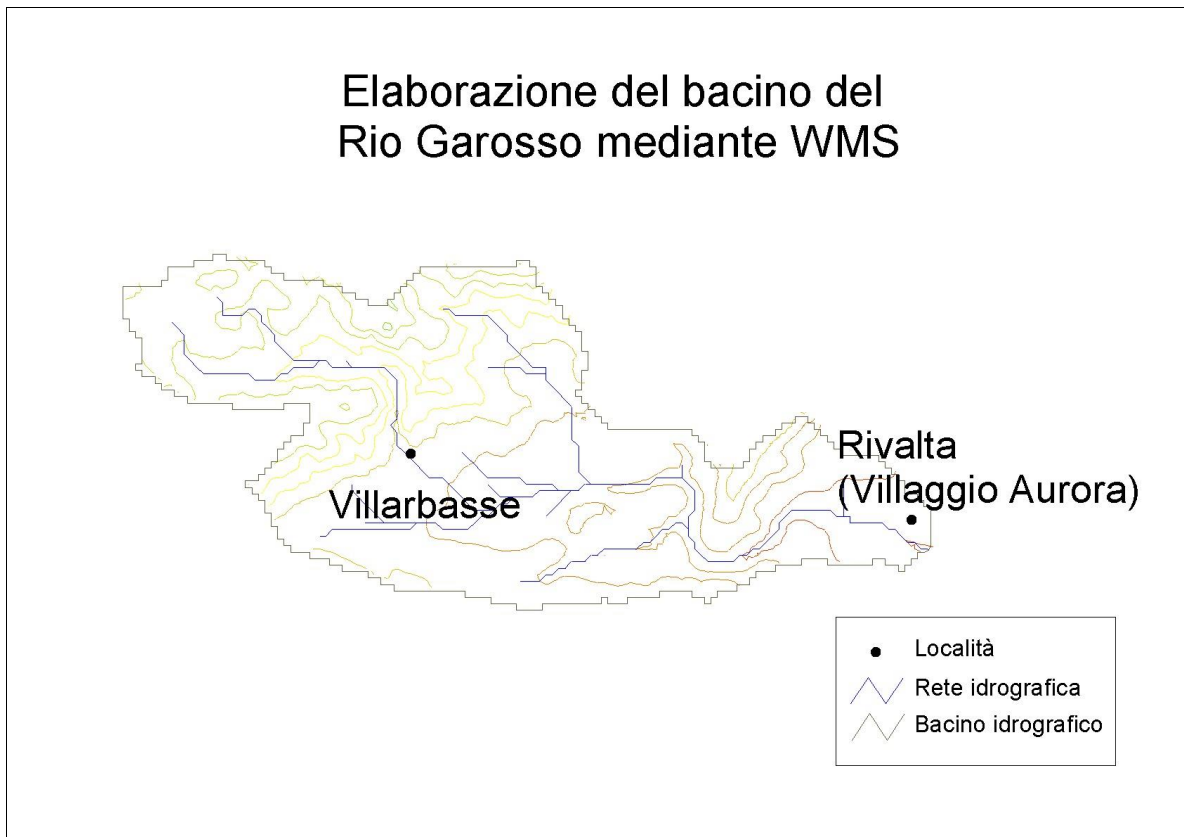 Elaborazione del bacino del
Rio Garosso mediante WMS
Rivalta
(Villaggio Aurora)
Villarbasse
Località
Rete idrografica
Bacino idrografico